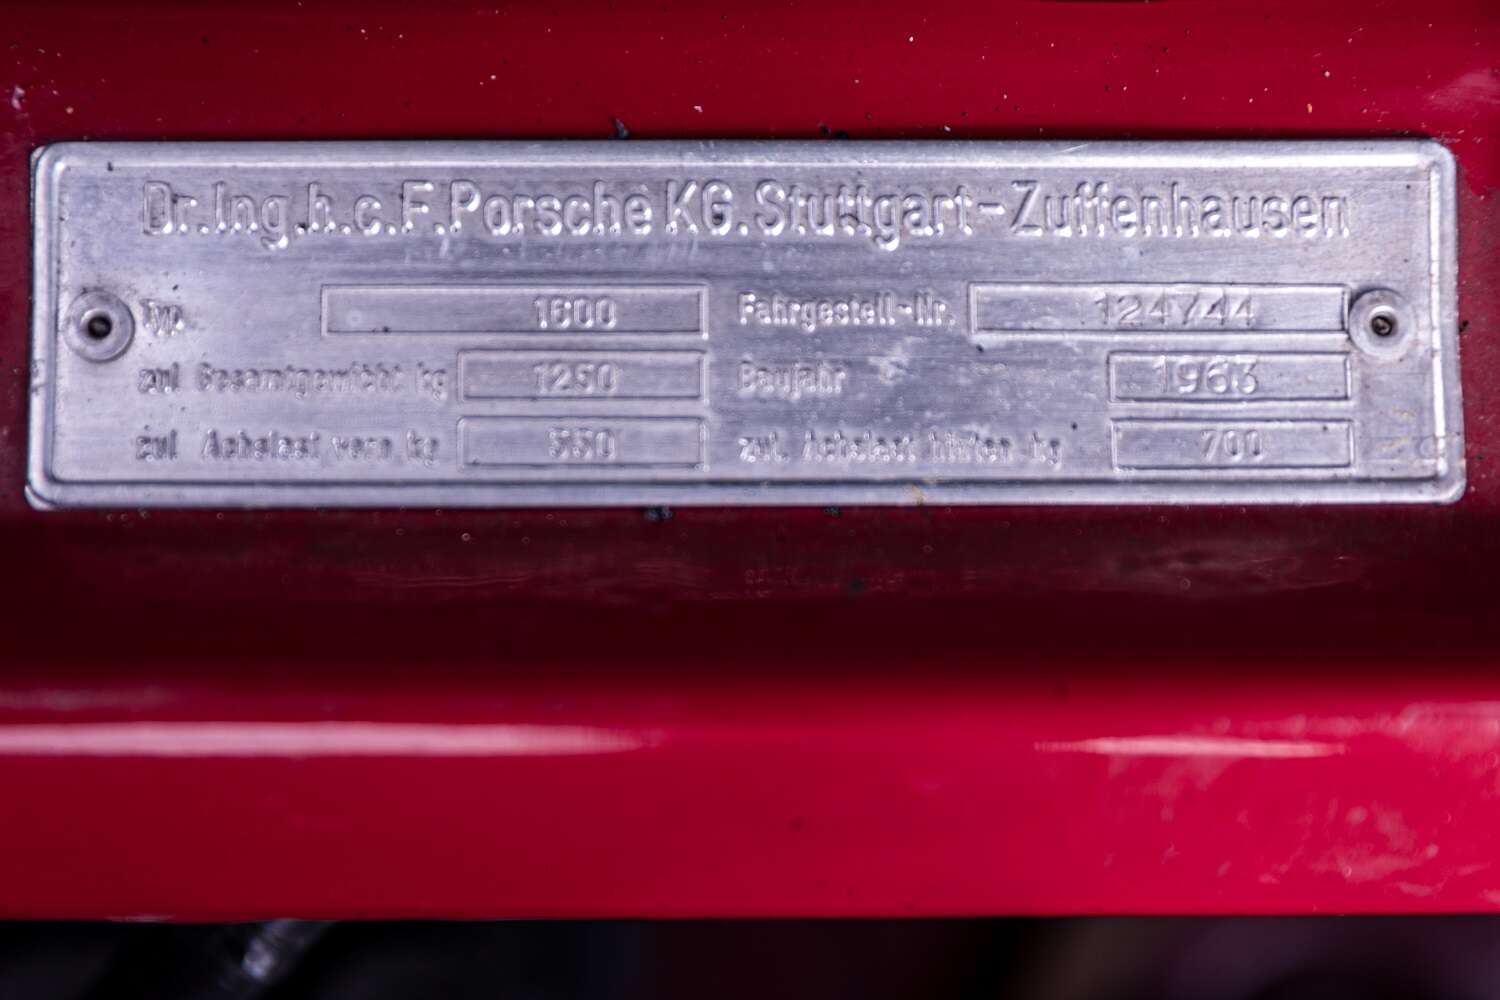 Dr.Ing.h.c.F.Porsche KG.Stuttgart-Zuffenhausen
Typ. 1600 Fahrgestell-Nr. 124744
zul Gesamtgewicht kg 1250 Baujahr 1963
zul Achslast vorn kg 550 zul. Achslast hinten kg 700